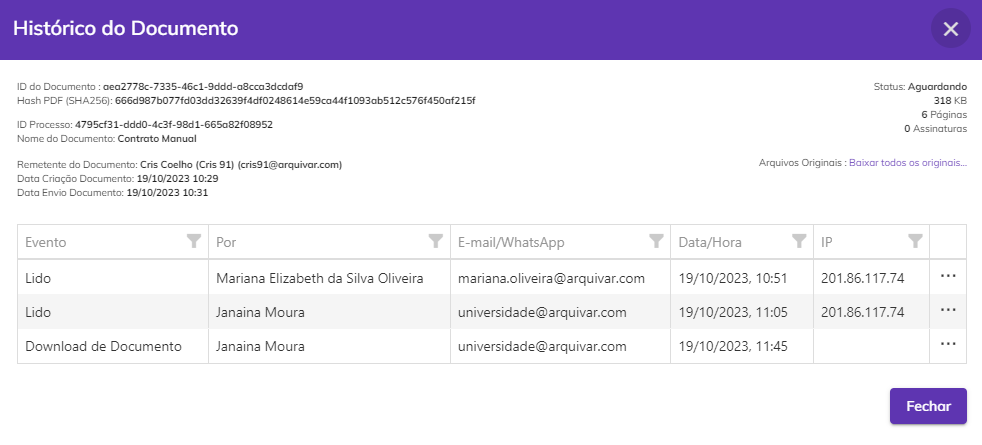 Histórico do Documento
ID do Documento : aea2778c-7335-46c1-9ddd-a8cca3dcdaf9
Status: Aguardando
Hash PDF (SHA256): 666d987b077fd03dd32639f4df0248614e59ca44f1093ab512c576f450af215f
318 KB
6 Páginas
ID Processo: 4795cf31-ddd0-4c3f-98d1-665a82f08952
0 Assinaturas
Nome do Documento: Contrato Manual
Remetente do Documento: Cris Coelho (Cris 91) (cris91@arquivar.com)
Arquivos Originais : Baixar todos os originais...
Data Criação Documento: 19/10/2023 10:29
Data Envio Documento: 19/10/2023 10:31
Evento Por E-mail/WhatsApp Data/Hora IP
Lido Mariana Elizabeth da Silva Oliveira mariana.oliveira@arquivar.com 19/10/2023, 10:51 201.86.117.74 ...
Lido Janaina Moura universidade@arquivar.com 19/10/2023, 11:05 201.86.117.74 ...
Download de Documento Janaina Moura universidade@arquivar.com 19/10/2023, 11:45 ...
Fechar